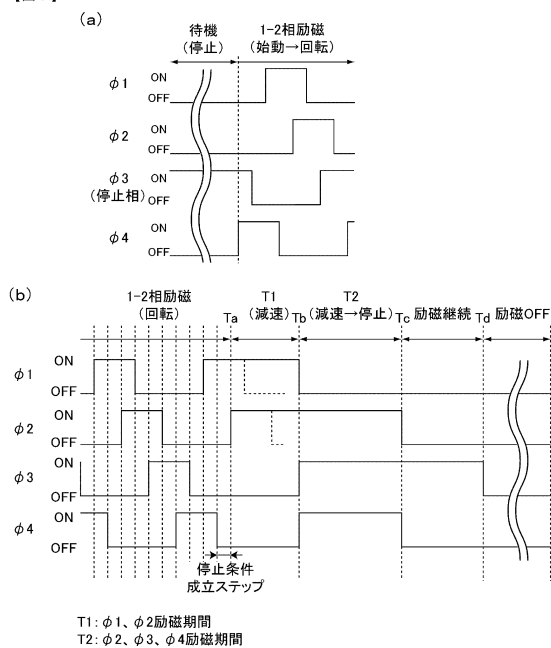 (a)
待機
(停止)
1-2相励磁
(始動→回転)
φ1 ON
OFF
φ2 ON
OFF
φ3 ON
(停止相) OFF
φ4 ON
OFF
(b)
1-2相励磁
(回転)
Ta
T1
(減速)
Tb
T2
(減速→停止)
Tc
励磁継続
Td
励磁OFF
φ1 ON
OFF
φ2 ON
OFF
φ3 ON
OFF
φ4 ON
OFF
停止条件
成立ステップ
T1:φ1、φ2励磁期間
T2:φ2、φ3、φ4励磁期間